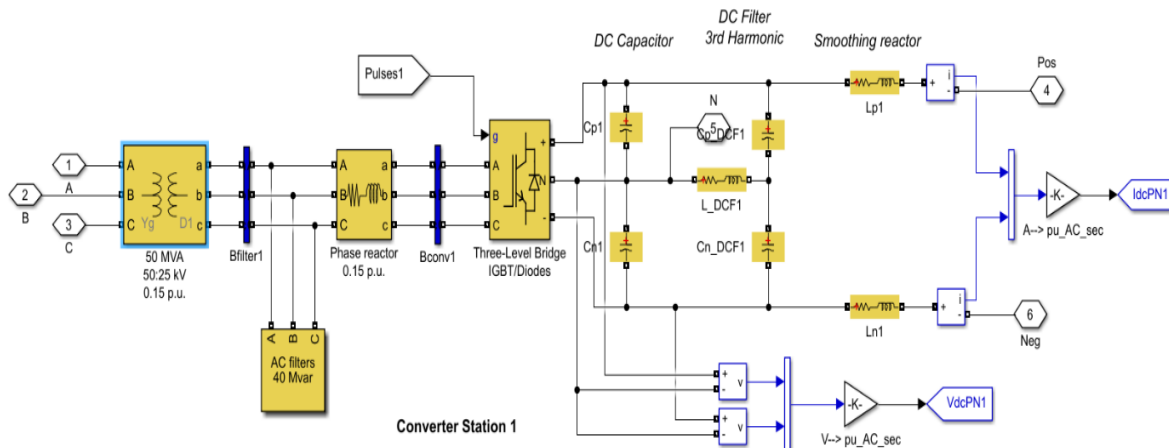 DC Filter
3rd Harmonic
DC Capacitor
Smoothing reactor
Pulses1
N
5
Pos
4
Cp1
Cp_DCF1
Lp1
+
i
-
g
+
N
-
1
A
2
B
3
C
A
B
C
a
b
c
Yg
D1
A
B
C
a
b
c
A
B
C
L_DCF1
-K-
IdcPN1
A--> pu_AC_sec
50 MVA
50:25 kV
0.15 p.u.
Bfilter1
Phase reactor
0.15 p.u.
Bconv1
Three-Level Bridge
IGBT/Diodes
Cn1
Cn_DCF1
Ln1
+
i
-
6
Neg
A
B
C
AC filters
40 Mvar
+
-
v
+
-
v
-K-
VdcPN1
V--> pu_AC_sec
Converter Station 1